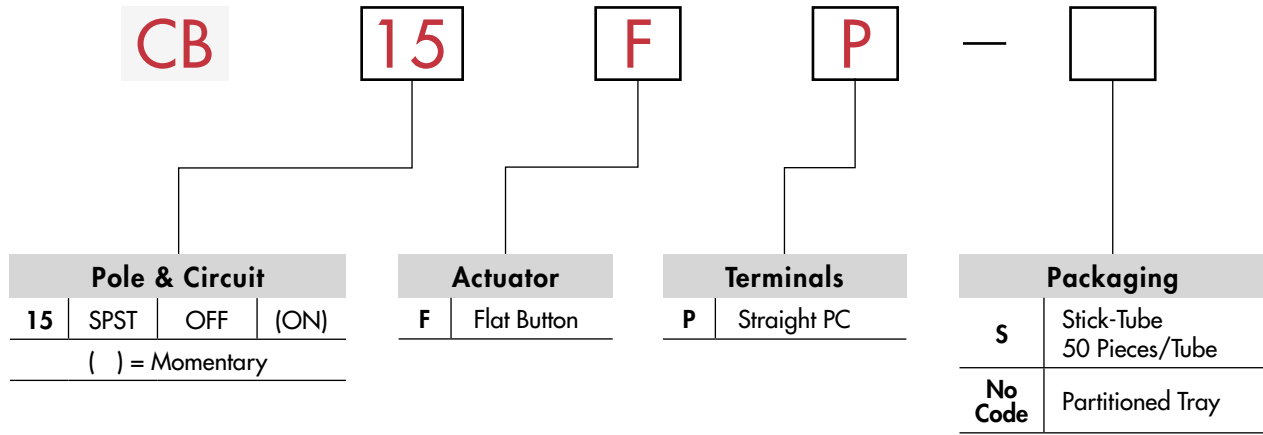 CB 15 F P —
Pole & Circuit
15 SPST OFF (ON)
( ) = Momentary
Actuator
F Flat Button
Terminals
P Straight PC
Packaging
S Stick-Tube
50 Pieces/Tube
No
Code Partitioned Tray